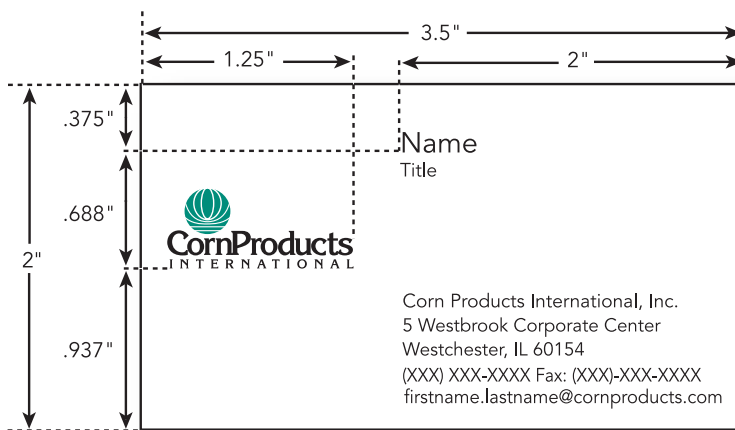 3.5"
1.25"
2"
.375"
Name
Title
.688"
CornProducts
INTERNATIONAL
2"
.937"
Corn Products International, Inc.
5 Westbrook Corporate Center
Westchester, IL 60154
(XXX) XXX-XXXX Fax: (XXX)-XXX-XXXX
firstname.lastname@cornproducts.com